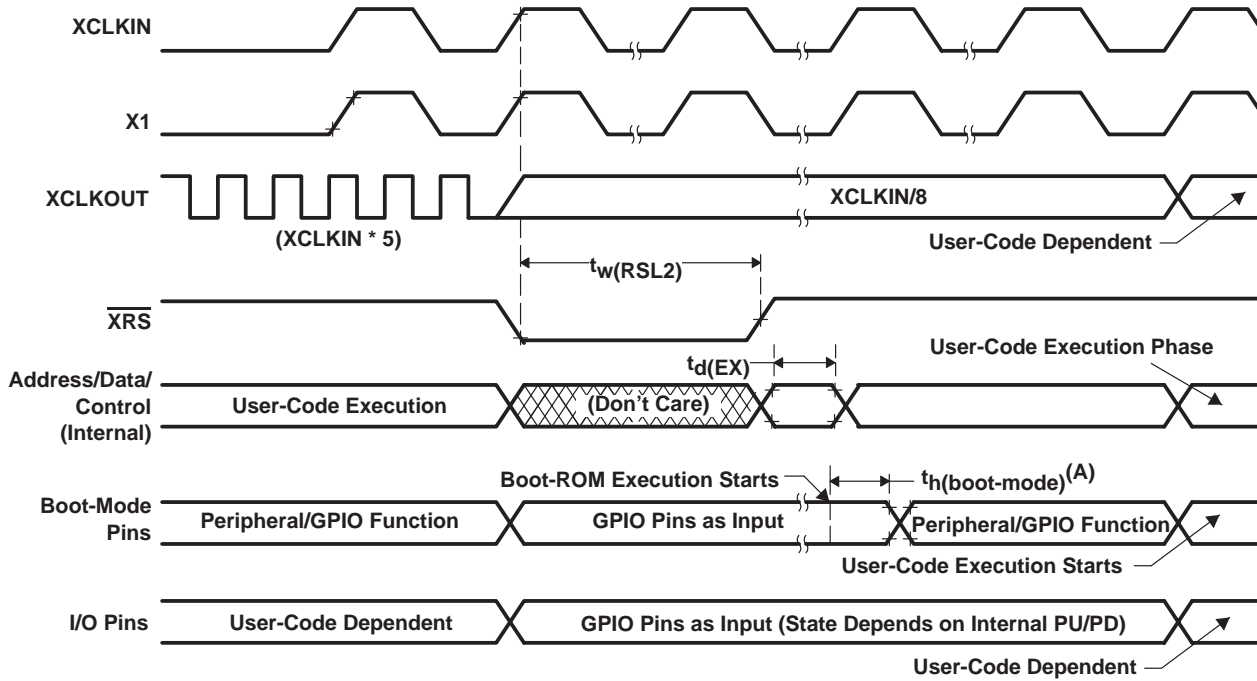 XCLKIN
X1
XCLKOUT
XCLKIN/8
(XCLKIN * 5)
User-Code Dependent
tw(RSL2)
XRS
User-Code Execution Phase
td(EX)
Address/Data/
Control
(Internal)
User-Code Execution
(Don't Care)
Boot-ROM Execution Starts
th(boot-mode)(A)
Boot-Mode
Pins
Peripheral/GPIO Function
GPIO Pins as Input
Peripheral/GPIO Function
User-Code Execution Starts
I/O Pins
User-Code Dependent
GPIO Pins as Input (State Depends on Internal PU/PD)
User-Code Dependent